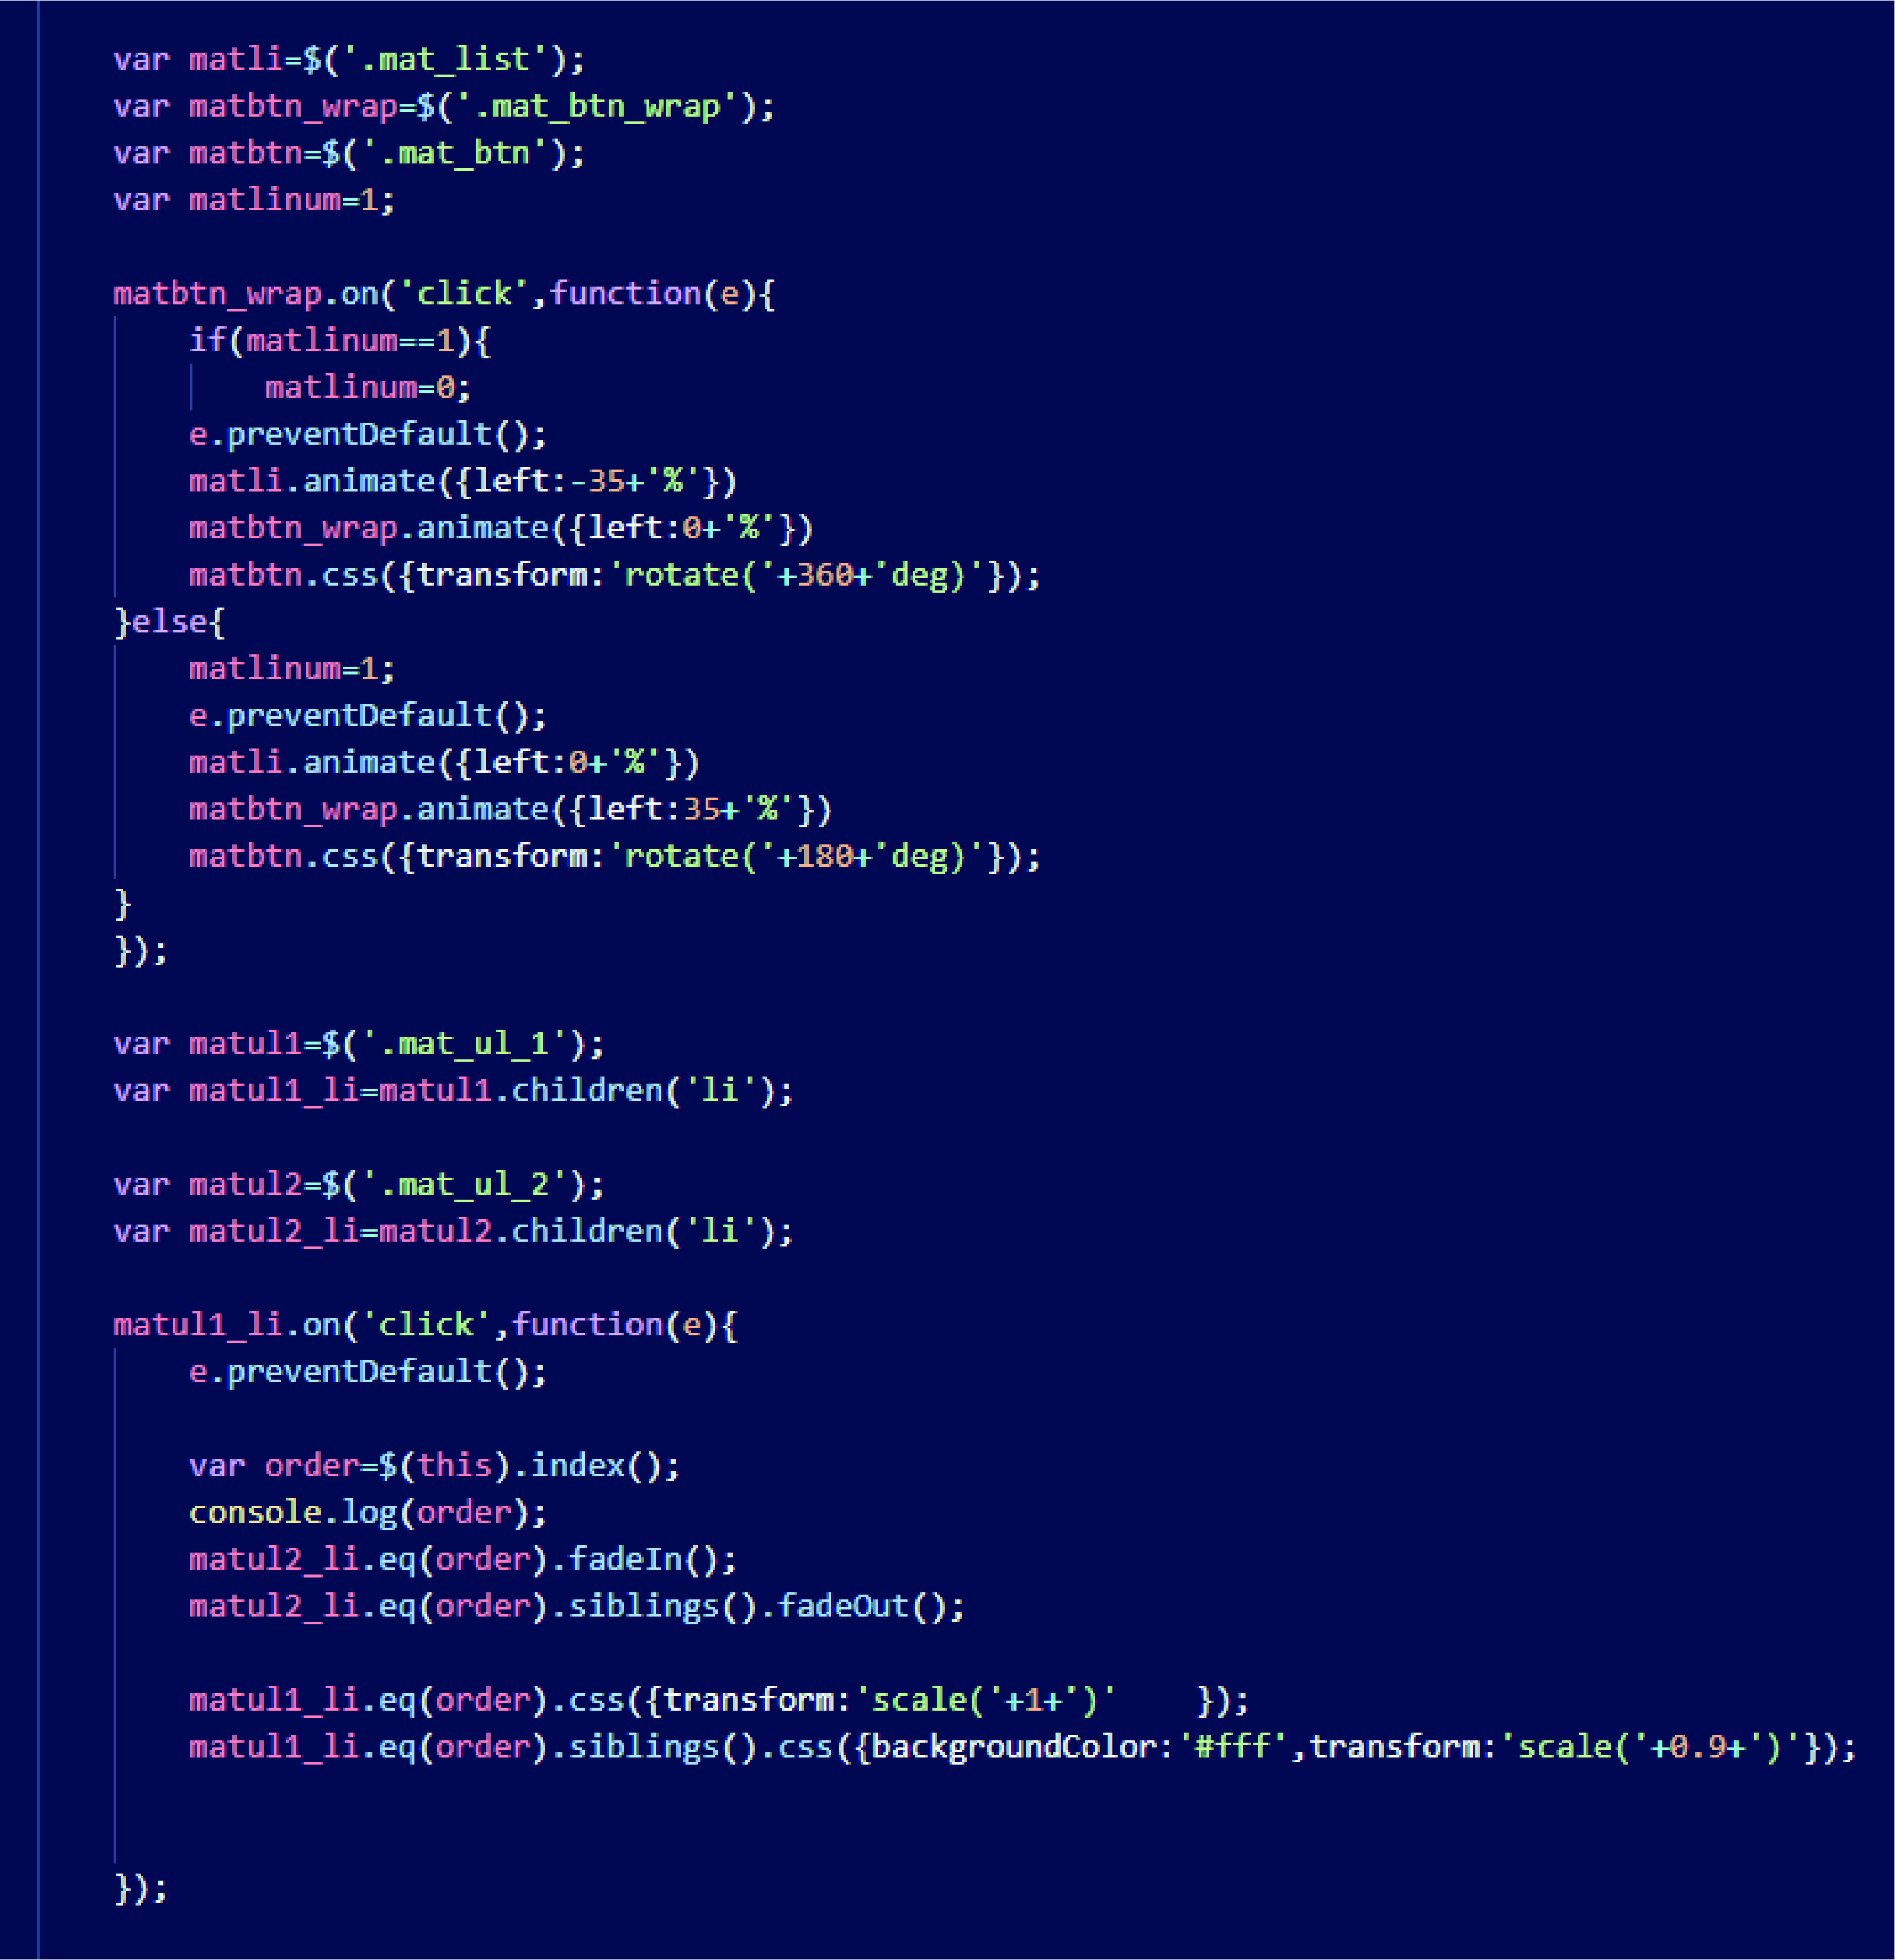 var matli=$('.mat_list');
var matbtn_wrap=$('.mat_btn_wrap');
var matbtn=$('.mat_btn');
var matlinum=1;

matbtn_wrap.on('click',function(e){
    if(matlinum==1){
        matlinum=0;
    e.preventDefault();
    matli.animate({left:-35+'%'})
    matbtn_wrap.animate({left:0+'%'})
    matbtn.css({transform:'rotate('+360+'deg)'});
}else{
    matlinum=1;
    e.preventDefault();
    matli.animate({left:0+'%'})
    matbtn_wrap.animate({left:35+'%'})
    matbtn.css({transform:'rotate('+180+'deg)'});
}
});

var matul1=$('.mat_ul_1');
var matul1_li=matul1.children('li');

var matul2=$('.mat_ul_2');
var matul2_li=matul2.children('li');

matul1_li.on('click',function(e){
    e.preventDefault();

    var order=$(this).index();
    console.log(order);
    matul2_li.eq(order).fadeIn();
    matul2_li.eq(order).siblings().fadeOut();

    matul1_li.eq(order).css({transform:'scale('+1+')'    });
    matul1_li.eq(order).siblings().css({backgroundColor:'#fff',transform:'scale('+0.9+')'});

});